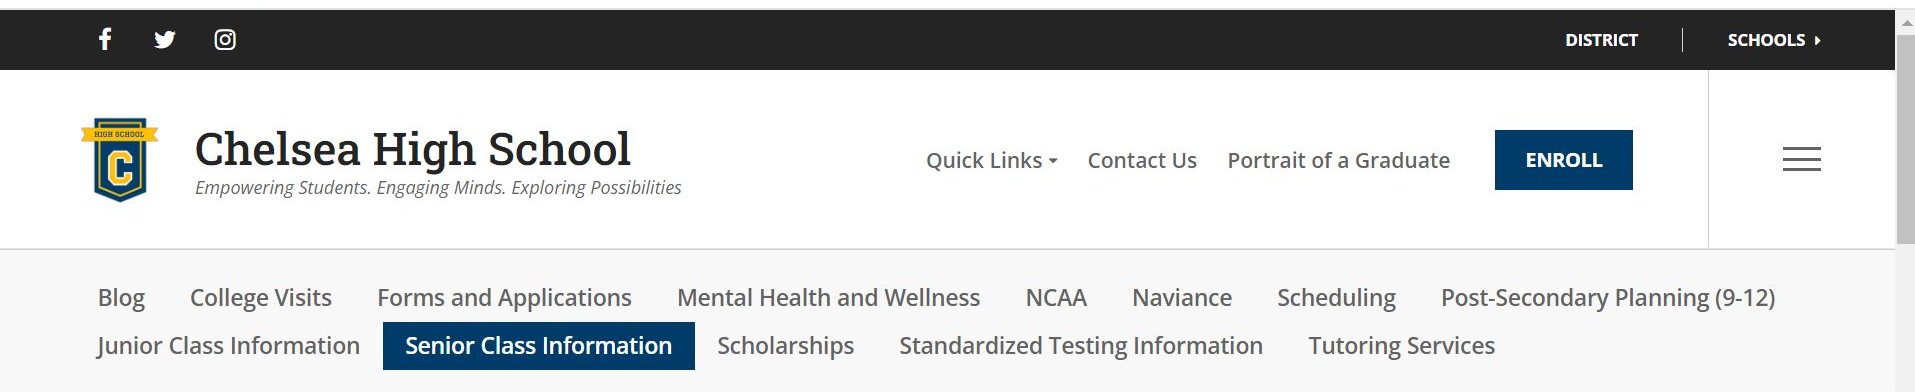 DISTRICT SCHOOLS
HIGH SCHOOL
C
Chelsea High School
Empowering Students. Engaging Minds. Exploring Possibilities
Quick Links Contact Us Portrait of a Graduate ENROLL
Blog College Visits Forms and Applications Mental Health and Wellness NCAA Naviance Scheduling Post-Secondary Planning (9-12)
Junior Class Information Senior Class Information Scholarships Standardized Testing Information Tutoring Services